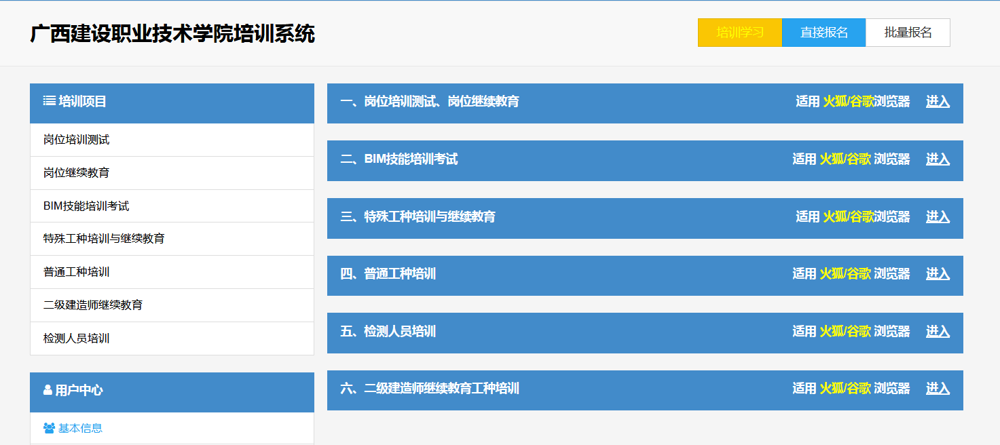 广西建设职业技术学院培训系统
培训学习 直接报名 批量报名
培训项目
岗位培训测试
岗位继续教育
BIM技能培训考试
特殊工种培训与继续教育
普通工种培训
二级建造师继续教育
检测人员培训
用户中心
基本信息
一、岗位培训测试、岗位继续教育 适用 火狐/谷歌浏览器 进入
二、BIM技能培训考试 适用 火狐/谷歌 浏览器 进入
三、特殊工种培训与继续教育 适用 火狐/谷歌浏览器 进入
四、普通工种培训 适用 火狐/谷歌 浏览器 进入
五、检测人员培训 适用 火狐/谷歌 浏览器 进入
六、二级建造师继续教育工种培训 适用 火狐/谷歌 浏览器 进入